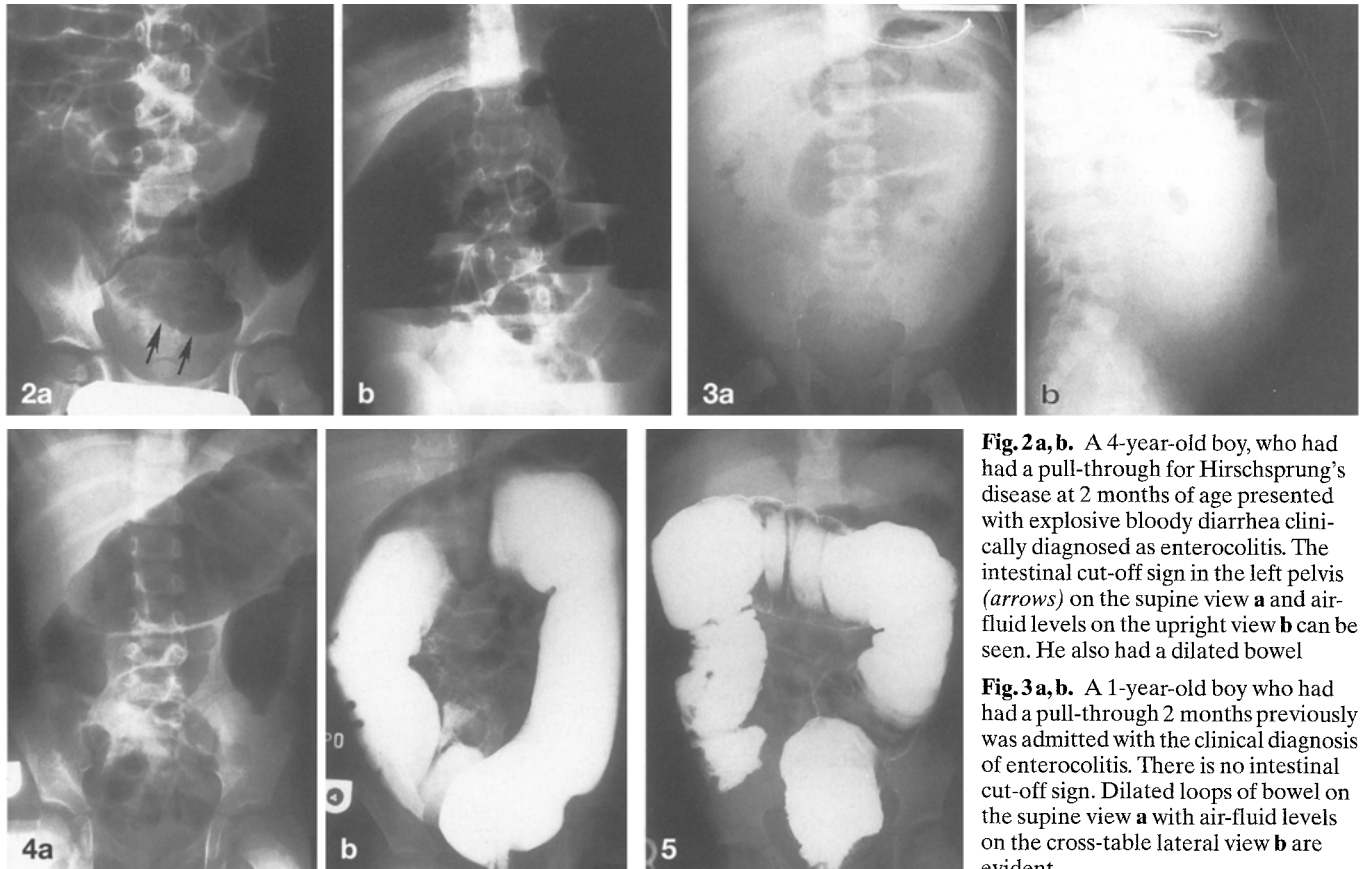 2a
b
3a
b
4a
b
5
Fig. 2 a, b. A 4-year-old boy, who had
had a pull-through for Hirschsprung's
disease at 2 months of age presented
with explosive bloody diarrhea clini-
cally diagnosed as enterocolitis. The
intestinal cut-off sign in the left pelvis
(arrows) on the supine view a and air-
fluid levels on the upright view b can be
seen. He also had a dilated bowel
Fig. 3 a, b. A 1-year-old boy who had
had a pull-through 2 months previously
was admitted with the clinical diagnosis
of enterocolitis. There is no intestinal
cut-off sign. Dilated loops of bowel on
the supine view a with air-fluid levels
on the cross-table lateral view b are